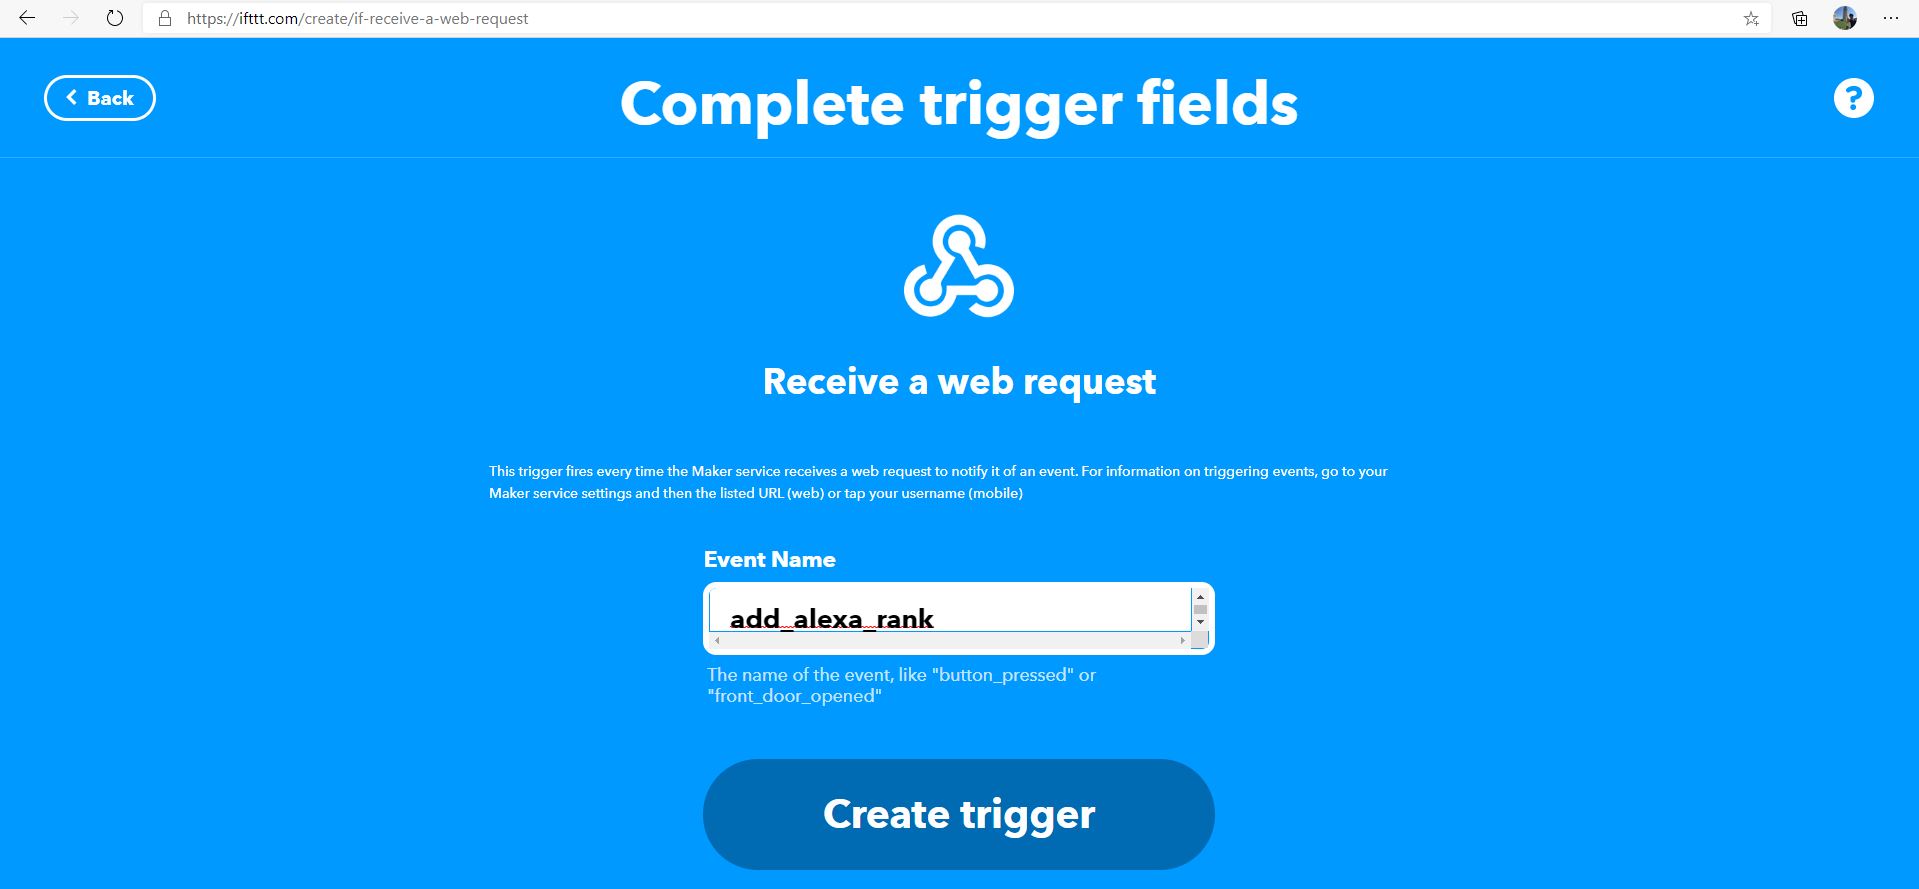 https://ifttt.com/create/if-receive-a-web-request
Back
Complete trigger fields
?
Receive a web request
This trigger fires every time the Maker service receives a web request to notify it of an event. For information on triggering events, go to your
Maker service settings and then the listed URL (web) or tap your username (mobile)
Event Name
add_alexa_rank
The name of the event, like "button_pressed" or
"front_door_opened"
Create trigger